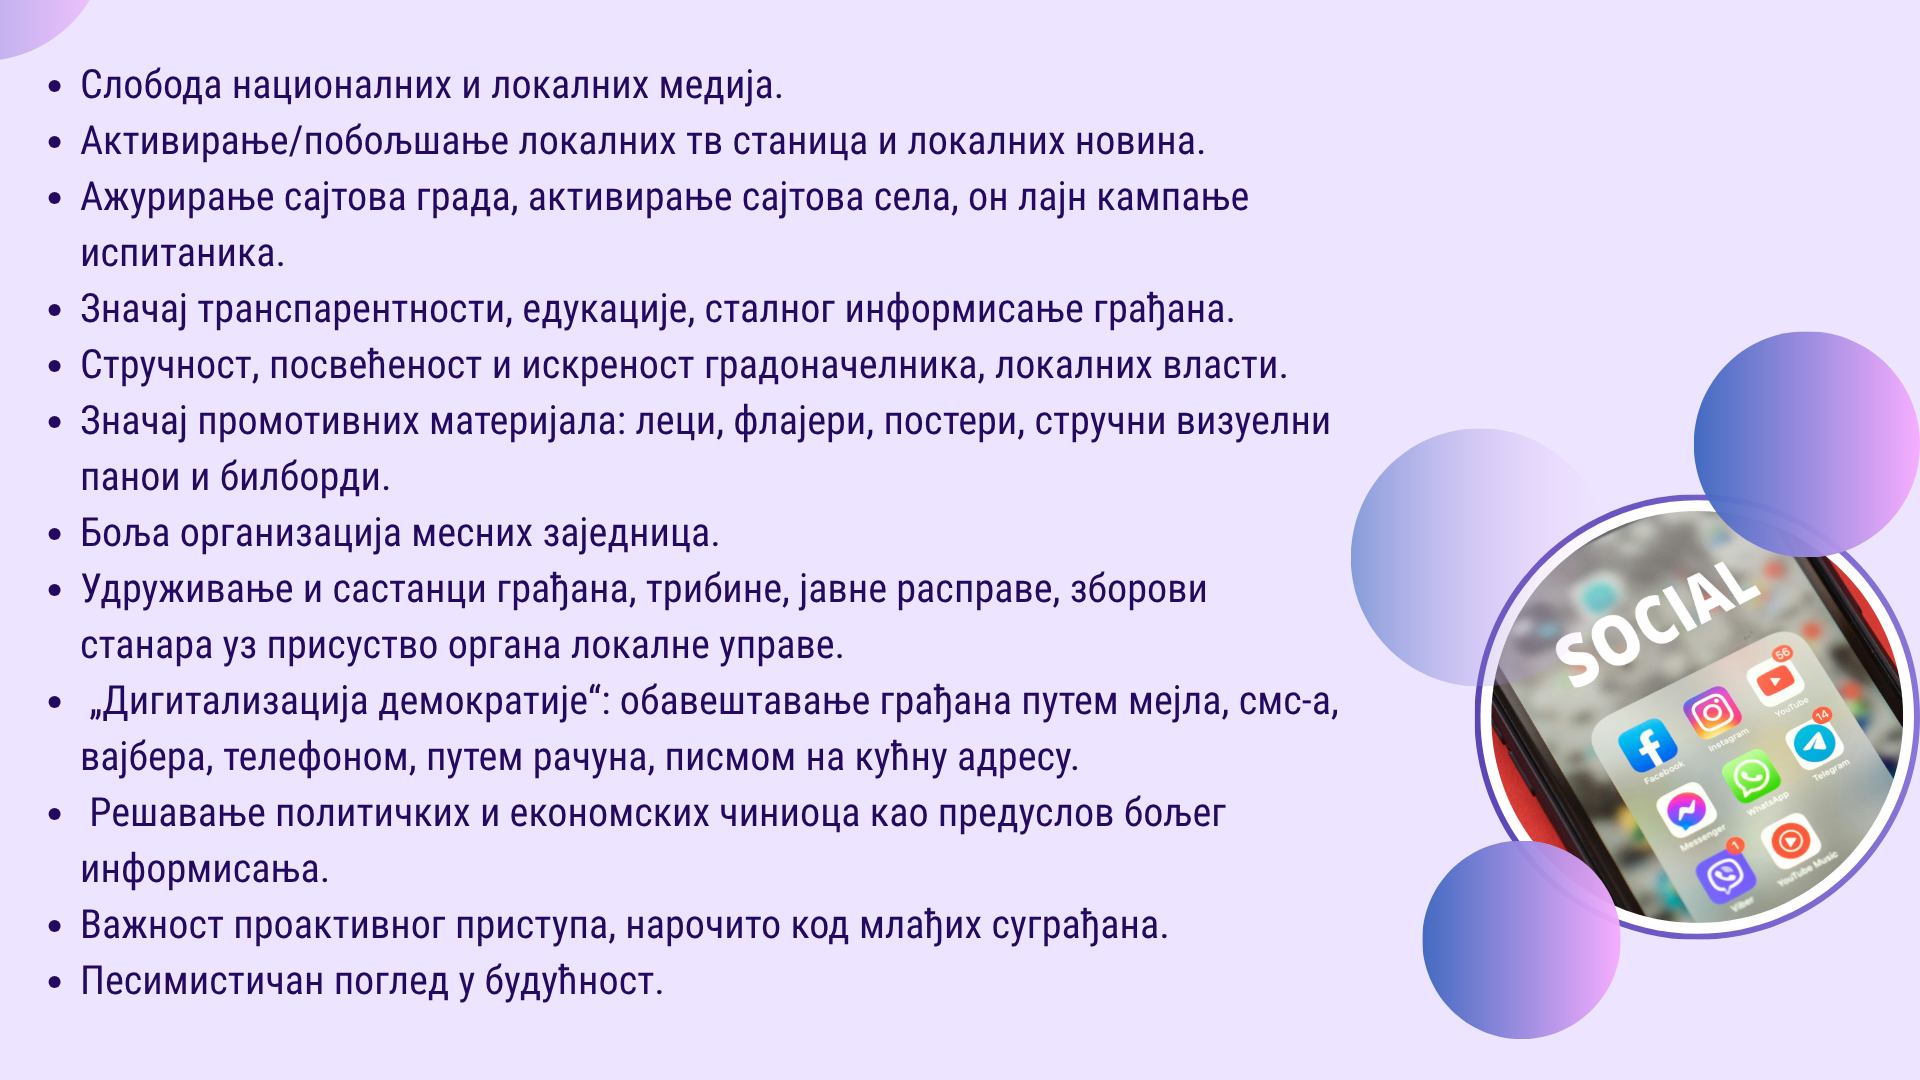 • Слобода националних и локалних медија.
• Активирање/побољшање локалних тв станица и локалних новина.
• Ажурирање сајтова града, активирање сајтова села, он лајн кампање
испитаника.
• Значај транспарентности, едукације, сталног информисање грађана.
• Стручност, посвећеност и искреност градоначелника, локалних власти.
• Значај промотивних материјала: леци, флајери, постери, стручни визуелни
панои и билборди.
• Боља организација месних заједница.
• Удруживање и састанци грађана, трибине, јавне расправе, зборови
станара уз присуство органа локалне управе.
• „Дигитализација демократије“: обавештавање грађана путем мејла, смс-а,
вајбера, телефоном, путем рачуна, писмом на кућну адресу.
• Решавање политичких и економских чиниоца као предуслов бољег
информисања.
• Важност проактивног приступа, нарочито код млађих суграђана.
• Песимистичан поглед у будућност.
SOCIAL
56
Facebook Instagram YouTube
14
Messenger WhatsApp Telegram
1
Viber YouTube Music